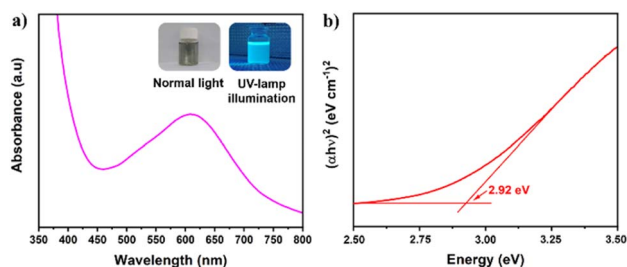 a)
Normal light
UV-lamp
illumination
Absorbance (a.u)
350 400 450 500 550 600 650 700 750 800
Wavelength (nm)
b)
(αhν)² (eV cm⁻¹)²
2.92 eV
2.50 2.75 3.00 3.25 3.50
Energy (eV)